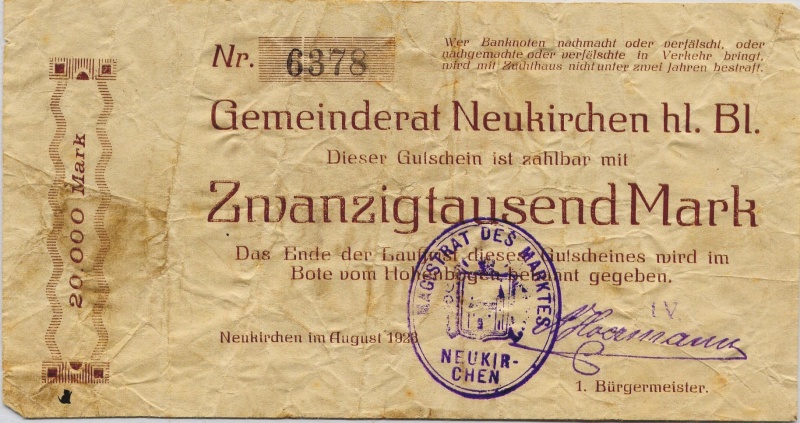 Nr. 6378
Wer Banknoten nachmacht oder verfälscht, oder
nachgemachte oder verfälschte in Verkehr bringt,
wird mit Zuchthaus nicht unter zwei Jahren bestraft.
Gemeinderat Neukirchen hl. Bl.
Dieser Gutschein ist zahlbar mit
Zwanzigtausend Mark
Das Ende der Laufzeit dieses Gutscheines wird im
Bote vom Hohenbogen bekannt gegeben.
Neukirchen im August 1923
MAGISTRAT DES MARKTES
NEUKIR-
CHEN
I.V.
1. Bürgermeister.
20,000 Mark